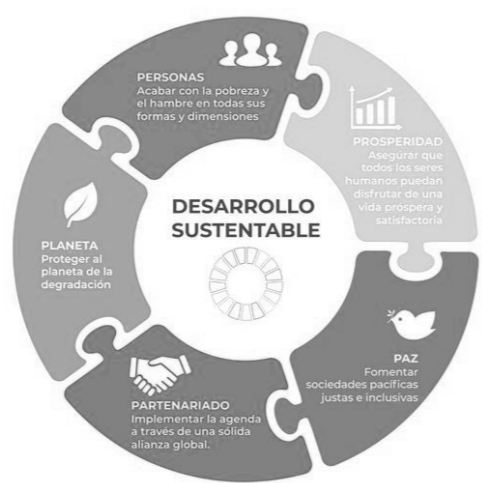 PERSONAS
Acabar con la pobreza y
el hambre en todas sus
formas y dimensiones
PROSPERIDAD
Asegurar que
todos los seres
humanos puedan
disfrutar de una
vida próspera y
satisfactoria
DESARROLLO
SUSTENTABLE
PLANETA
Proteger al
planeta de la
degradación
PAZ
Fomentar
sociedades pacíficas
justas e inclusivas
PARTENARIADO
Implementar la agenda
a través de una sólida
alianza global.